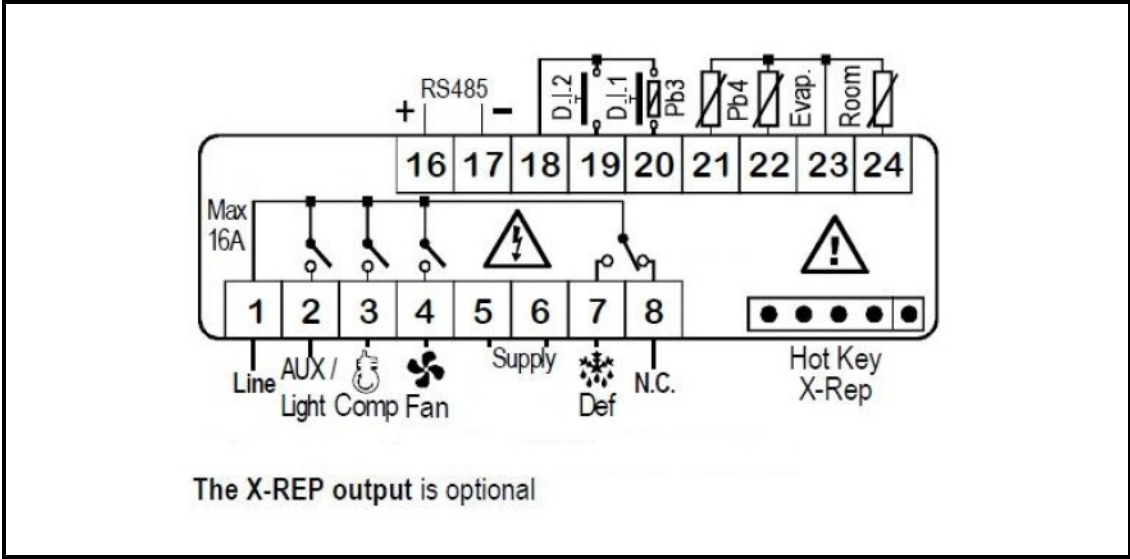 RS485
+ -
D_I_2
D_I_1
Pb3
Pb4
Evap.
Room
16 17 18 19 20 21 22 23 24
Max
16A
1 2 3 4 5 6 7 8
Line
AUX /
Light
Comp
Fan
Supply
Def
N.C.
Hot Key
X-Rep
The X-REP output is optional